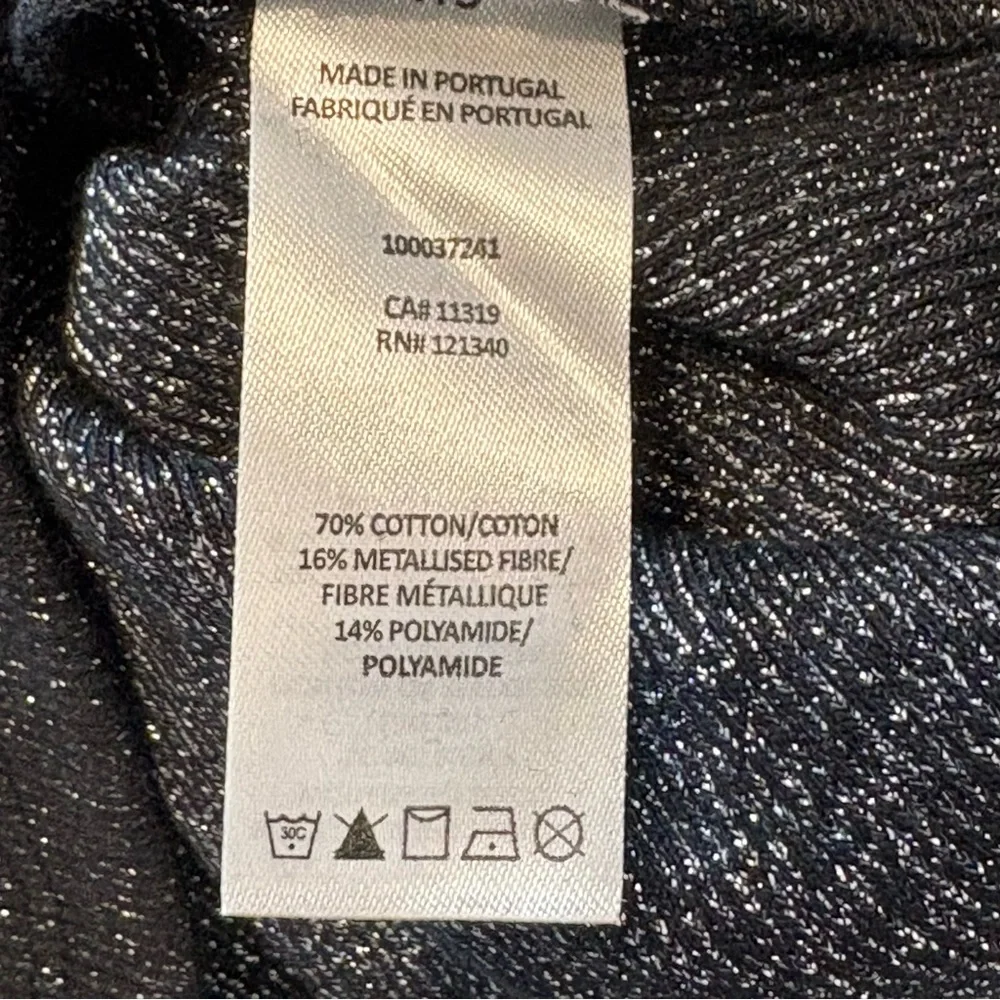 MADE IN PORTUGAL
FABRIQUÉ EN PORTUGAL
100037241
CA# 11319
RN# 121340
70% COTTON/COTON
16% METALLISED FIBRE/
FIBRE MÉTALLIQUE
14% POLYAMIDE/
POLYAMIDE
30C